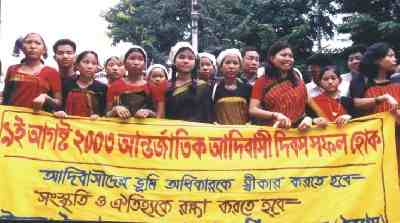 ৯ই আগষ্ট ২০০৩ আন্তর্জাতিক আদিবাসী দিবস সফল হোক
আদিবাসীদের ভূমি অধিকারকে স্বীকার করতে হবে—
সংস্কৃতি ও ঐতিহ্যকে রক্ষা করতে হবে—